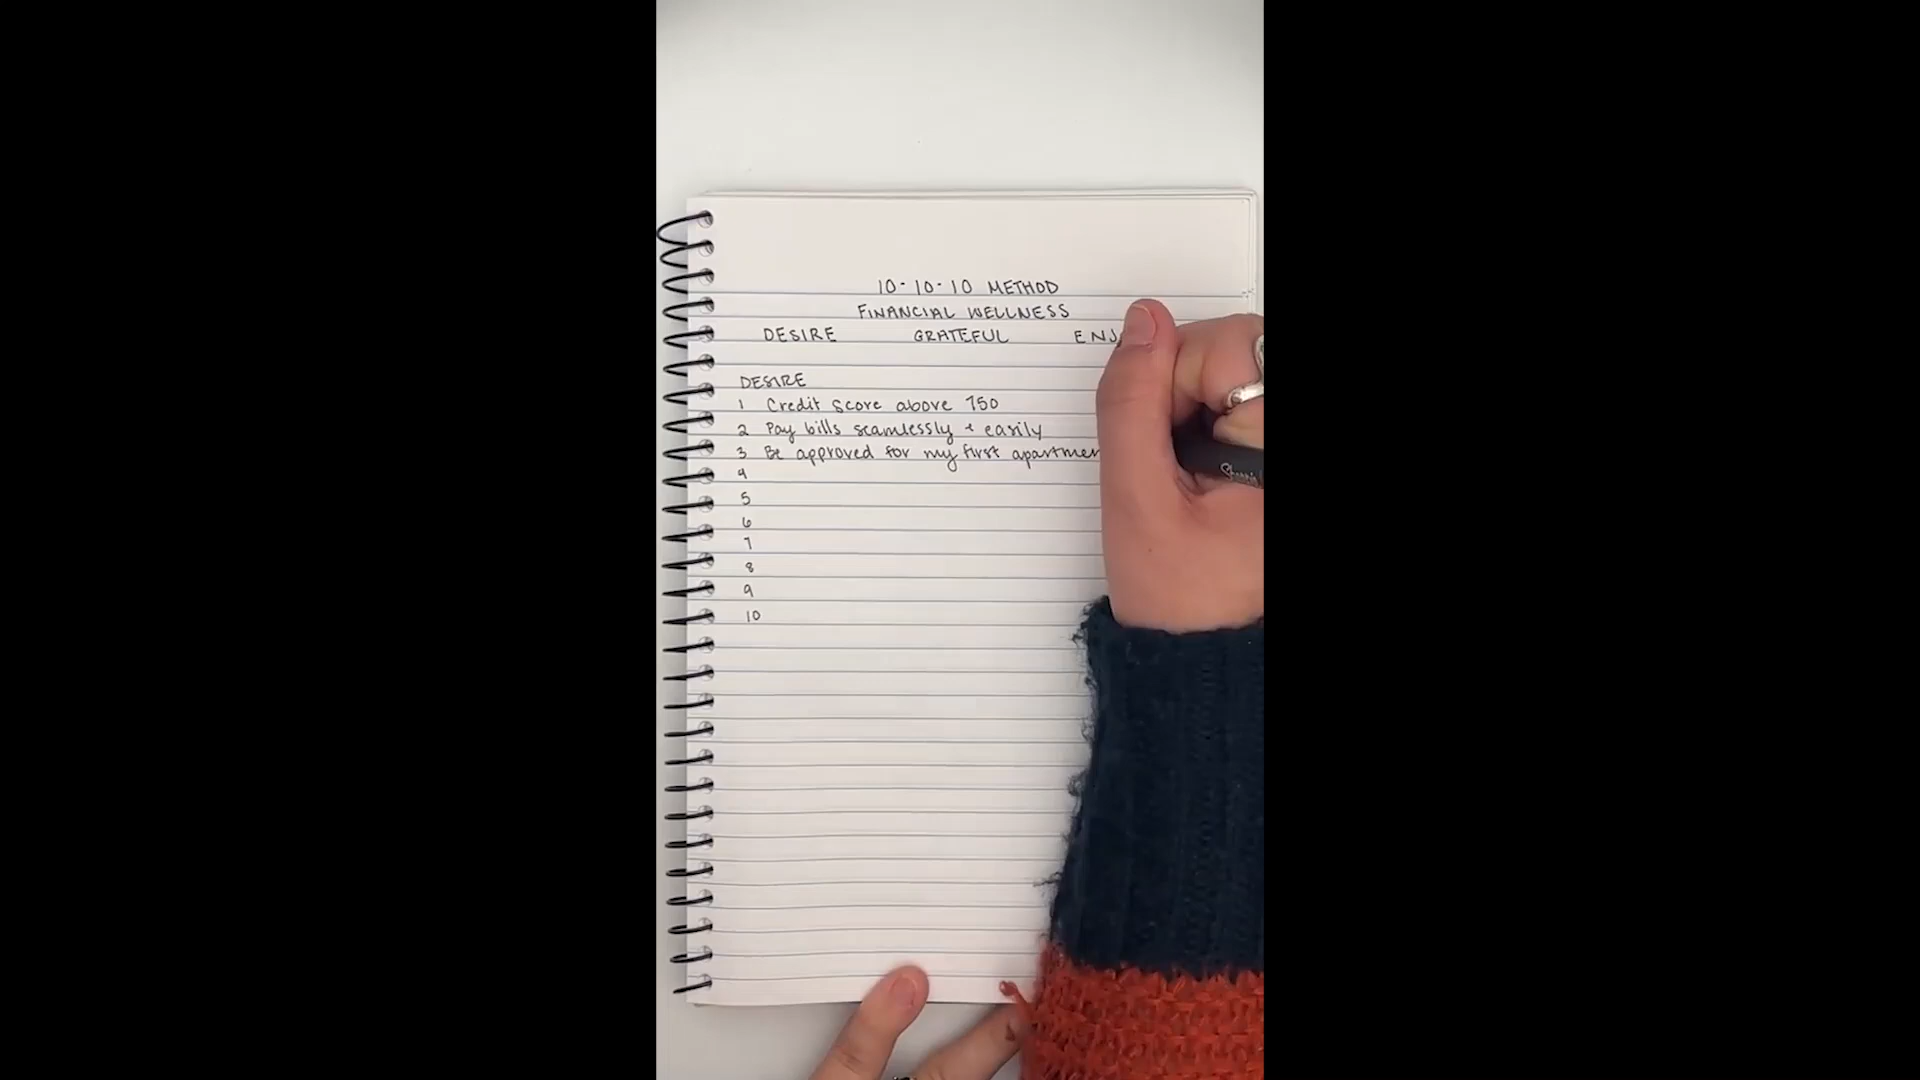 10-10-10 METHOD
FINANCIAL WELLNESS
DESIRE GRATEFUL ENJ
DESIRE
1 Credit score above 750
2 Pay bills seamlessly + easily
3 Be approved for my first apartmen
4
5
6
7
8
9
10